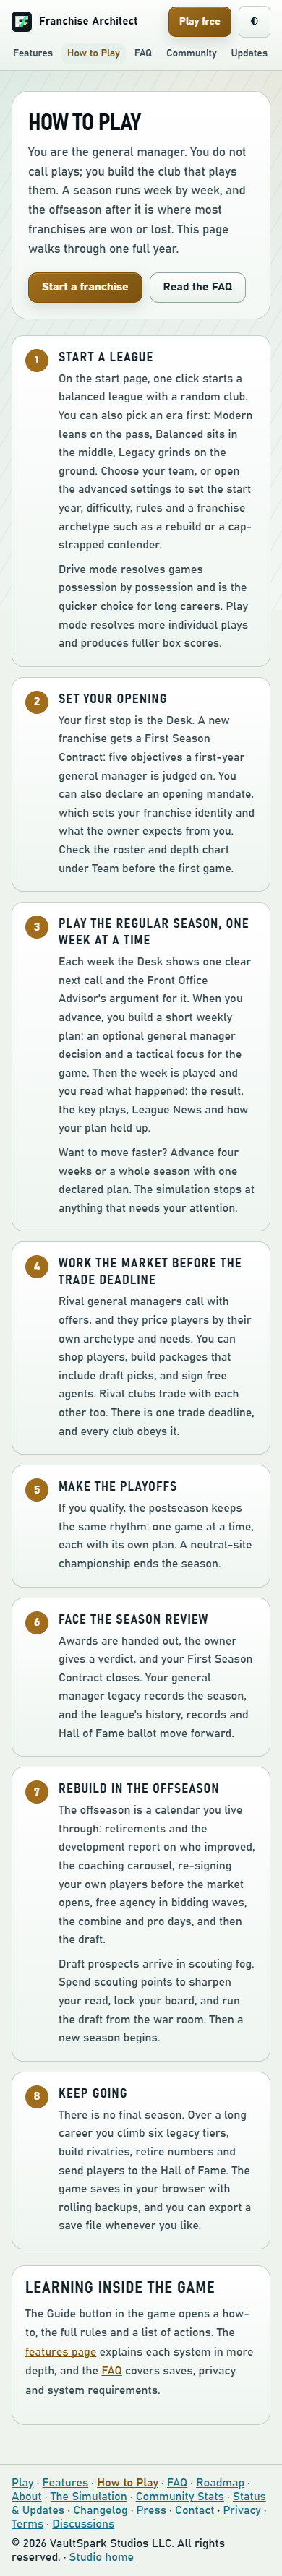 Franchise Architect
Play free
Features How to Play FAQ Community Updates
HOW TO PLAY
You are the general manager. You do not
call plays; you build the club that plays
them. A season runs week by week, and
the offseason after it is where most
franchises are won or lost. This page
walks through one full year.
Start a franchise
Read the FAQ
1
START A LEAGUE
On the start page, one click starts a
balanced league with a random club.
You can also pick an era first: Modern
leans on the pass, Balanced sits in
the middle, Legacy grinds on the
ground. Choose your team, or open
the advanced settings to set the start
year, difficulty, rules and a franchise
archetype such as a rebuild or a cap-
strapped contender.
Drive mode resolves games
possession by possession and is the
quicker choice for long careers. Play
mode resolves more individual plays
and produces fuller box scores.
2
SET YOUR OPENING
Your first stop is the Desk. A new
franchise gets a First Season
Contract: five objectives a first-year
general manager is judged on. You
can also declare an opening mandate,
which sets your franchise identity and
what the owner expects from you.
Check the roster and depth chart
under Team before the first game.
3
PLAY THE REGULAR SEASON, ONE
WEEK AT A TIME
Each week the Desk shows one clear
next call and the Front Office
Advisor's argument for it. When you
advance, you build a short weekly
plan: an optional general manager
decision and a tactical focus for the
game. Then the week is played and
you read what happened: the result,
the key plays, League News and how
your plan held up.
Want to move faster? Advance four
weeks or a whole season with one
declared plan. The simulation stops at
anything that needs your attention.
4
WORK THE MARKET BEFORE THE
TRADE DEADLINE
Rival general managers call with
offers, and they price players by their
own archetype and needs. You can
shop players, build packages that
include draft picks, and sign free
agents. Rival clubs trade with each
other too. There is one trade deadline,
and every club obeys it.
5
MAKE THE PLAYOFFS
If you qualify, the postseason keeps
the same rhythm: one game at a time,
each with its own plan. A neutral-site
championship ends the season.
6
FACE THE SEASON REVIEW
Awards are handed out, the owner
gives a verdict, and your First Season
Contract closes. Your general
manager legacy records the season,
and the league's history, records and
Hall of Fame ballot move forward.
7
REBUILD IN THE OFFSEASON
The offseason is a calendar you live
through: retirements and the
development report on who improved,
the coaching carousel, re-signing
your own players before the market
opens, free agency in bidding waves,
the combine and pro days, and then
the draft.
Draft prospects arrive in scouting fog.
Spend scouting points to sharpen
your read, lock your board, and run
the draft from the war room. Then a
new season begins.
8
KEEP GOING
There is no final season. Over a long
career you climb six legacy tiers,
build rivalries, retire numbers and
send players to the Hall of Fame. The
game saves in your browser with
rolling backups, and you can export a
save file whenever you like.
LEARNING INSIDE THE GAME
The Guide button in the game opens a how-
to, the full rules and a list of actions. The
features page explains each system in more
depth, and the FAQ covers saves, privacy
and system requirements.
Play · Features · How to Play · FAQ · Roadmap ·
About · The Simulation · Community Stats · Status
& Updates · Changelog · Press · Contact · Privacy ·
Terms · Discussions
© 2026 VaultSpark Studios LLC. All rights
reserved. · Studio home